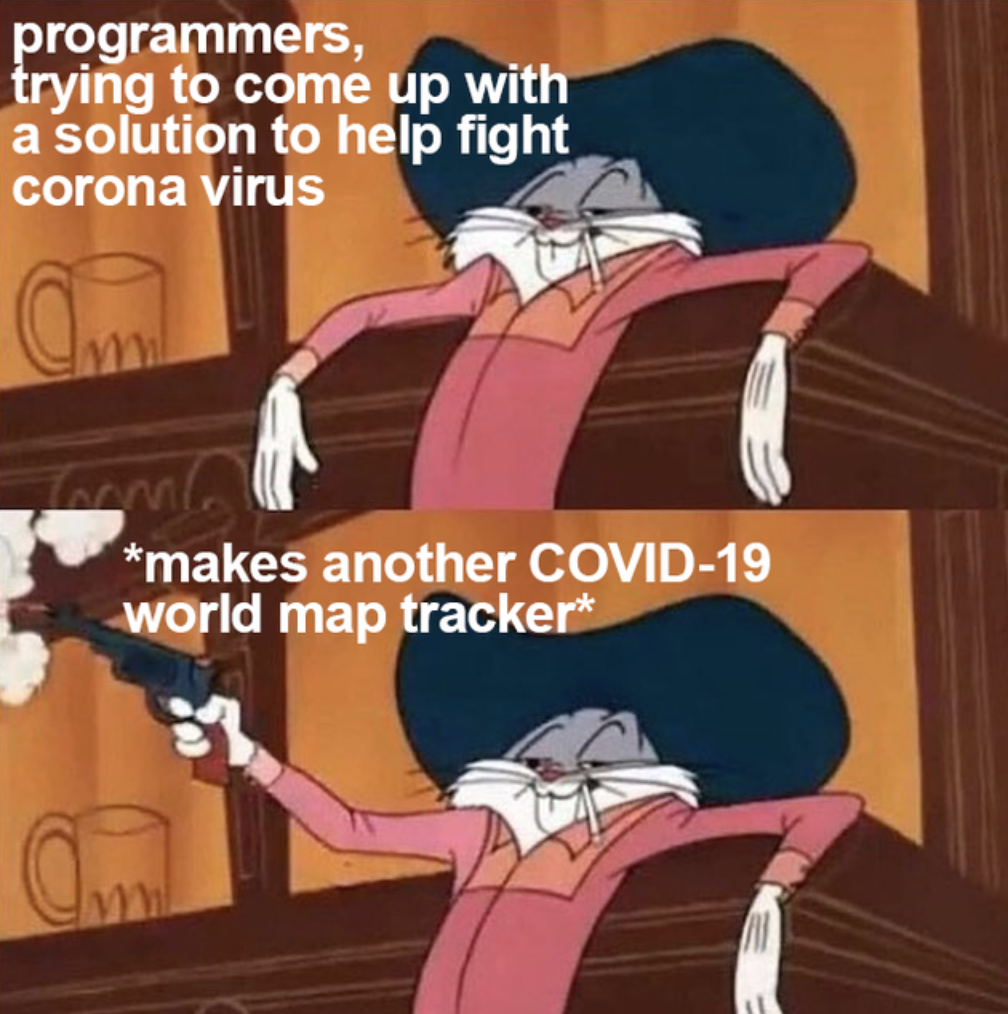 programmers,
trying to come up with
a solution to help fight
corona virus
*makes another COVID-19
world map tracker*